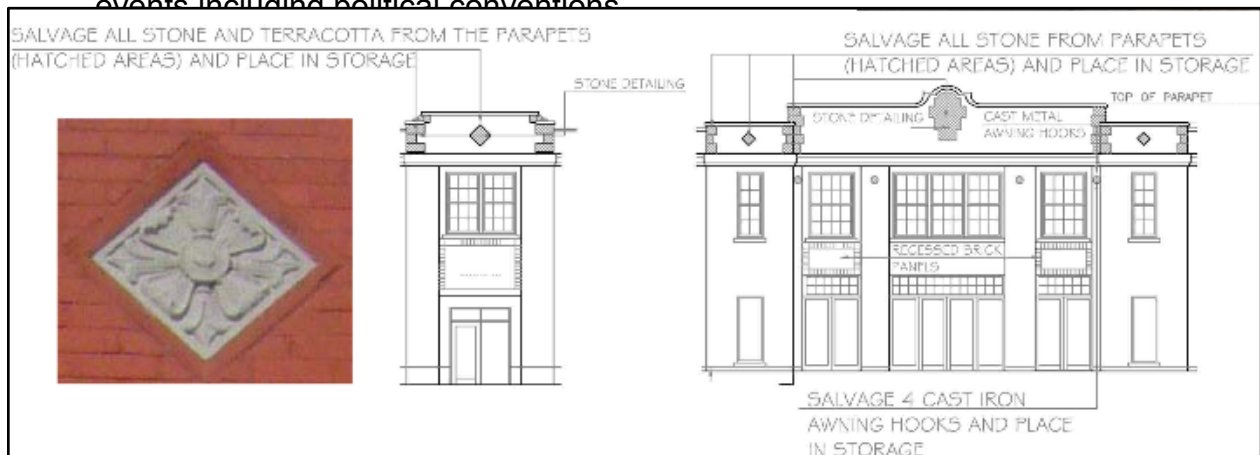 events including political conventions
SALVAGE ALL STONE AND TERRACOTTA FROM THE PARAPETS
(HATCHED AREAS) AND PLACE IN STORAGE
STONE DETAILING
SALVAGE ALL STONE FROM PARAPETS
(HATCHED AREAS) AND PLACE IN STORAGE
TOP OF PARAPET
STONE DETAILING
CAST METAL
AWNING HOOKS
RECESSED BRICK
PANELS
SALVAGE 4 CAST IRON
AWNING HOOKS AND PLACE
IN STORAGE